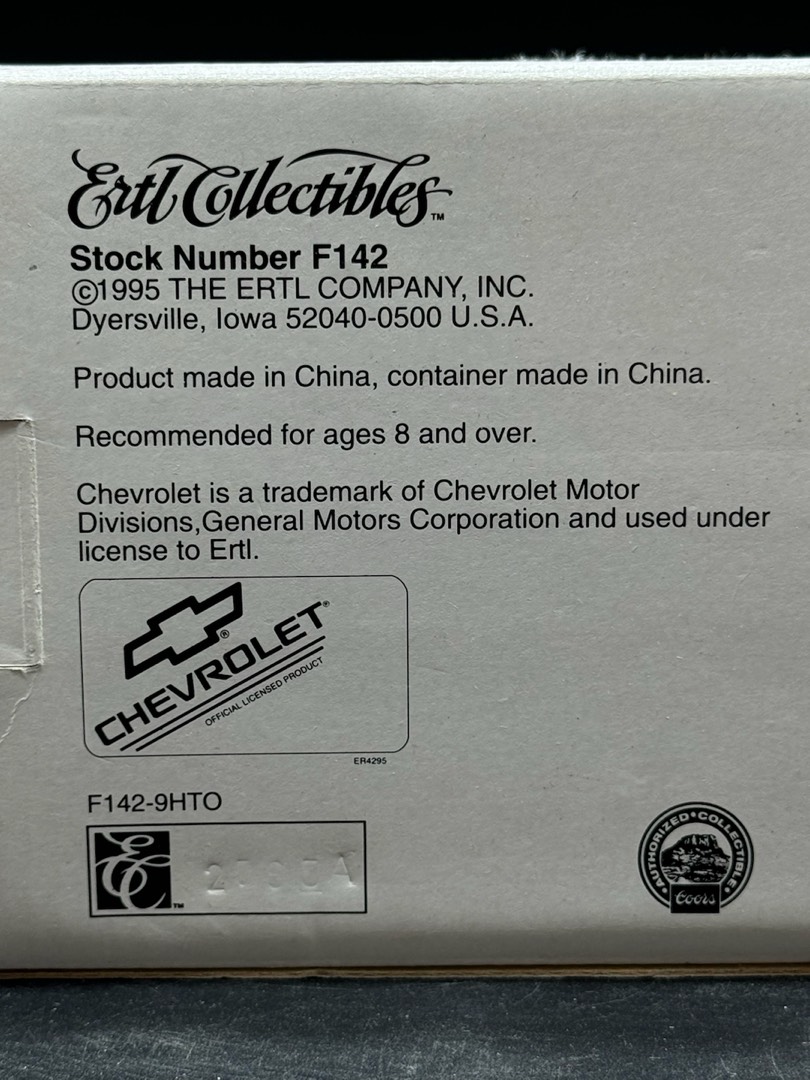 Ertl Collectibles™
Stock Number F142
©1995 THE ERTL COMPANY, INC.
Dyersville, Iowa 52040-0500 U.S.A.
Product made in China, container made in China.
Recommended for ages 8 and over.
Chevrolet is a trademark of Chevrolet Motor
Divisions,General Motors Corporation and used under
license to Ertl.
®
CHEVROLET®
OFFICIAL LICENSED PRODUCT
ER4295
F142-9HTO
EC™
AUTHORIZED•COLLECTIBLE
Coors